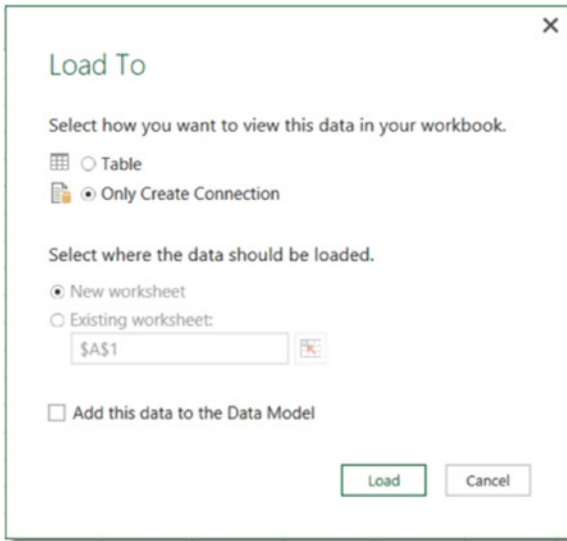 Load To
Select how you want to view this data in your workbook.
Table
Only Create Connection
Select where the data should be loaded.
New worksheet
Existing worksheet:
$A$1
Add this data to the Data Model
Load Cancel